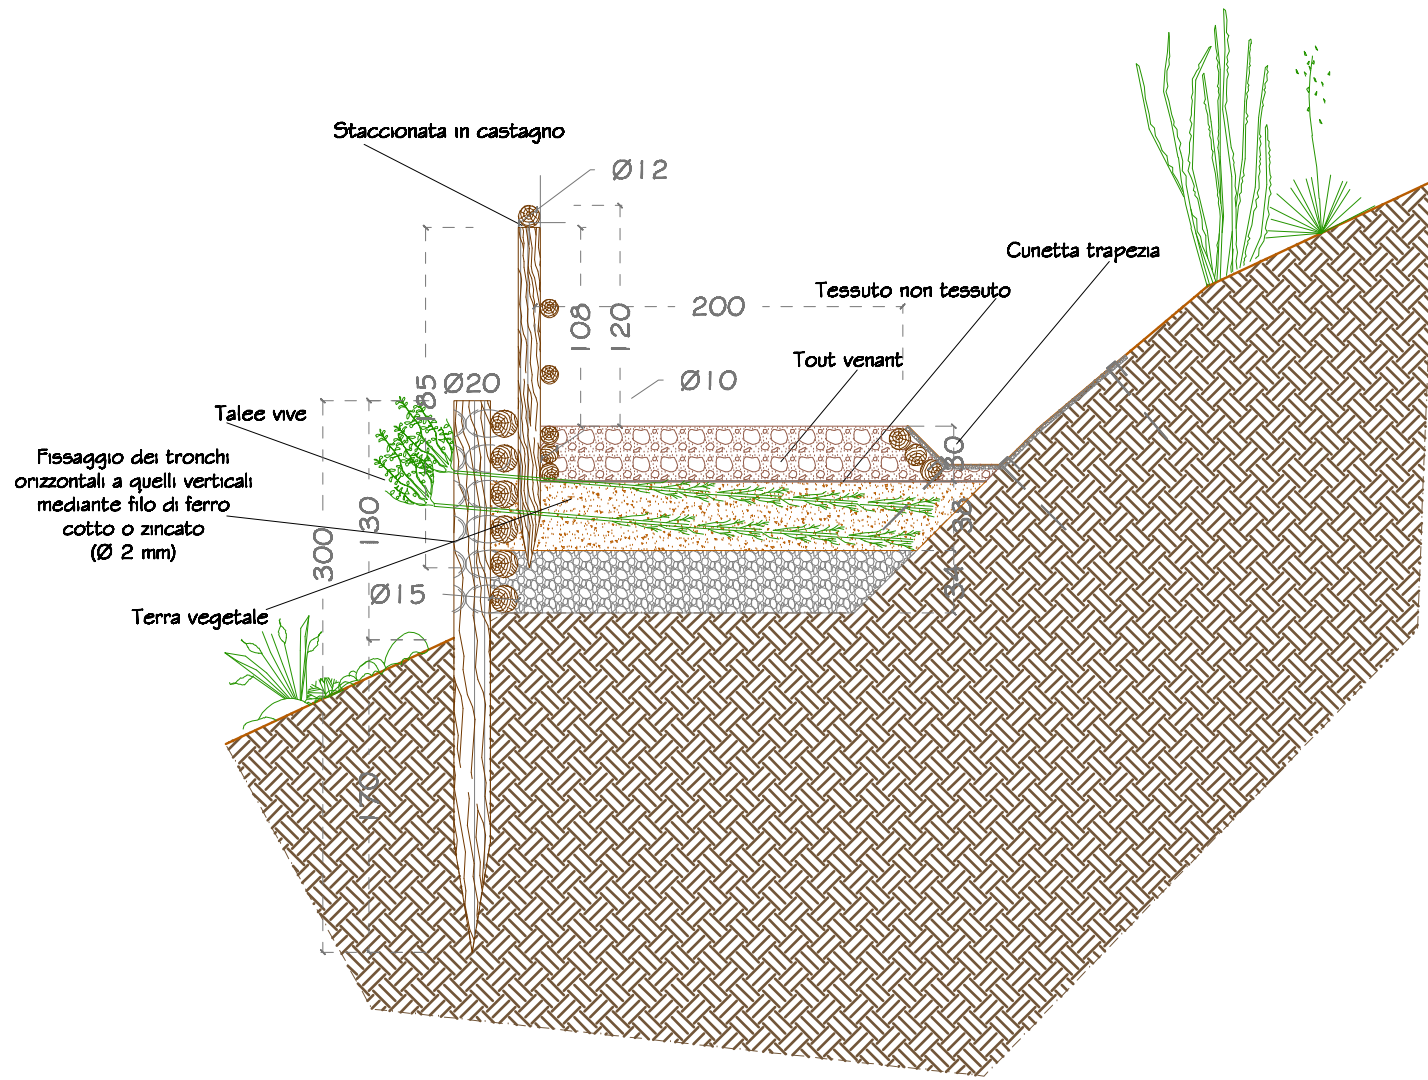 Staccionata in castagno
Ø12
Cunetta trapezia
Tessuto non tessuto
200
108
120
Tout venant
Ø10
185
Ø20
Talee vive
Fissaggio dei tronchi
orizzontali a quelli verticali
mediante filo di ferro
cotto o zincato
(Ø 2 mm)
30
38
34
130
300
Ø15
Terra vegetale
170